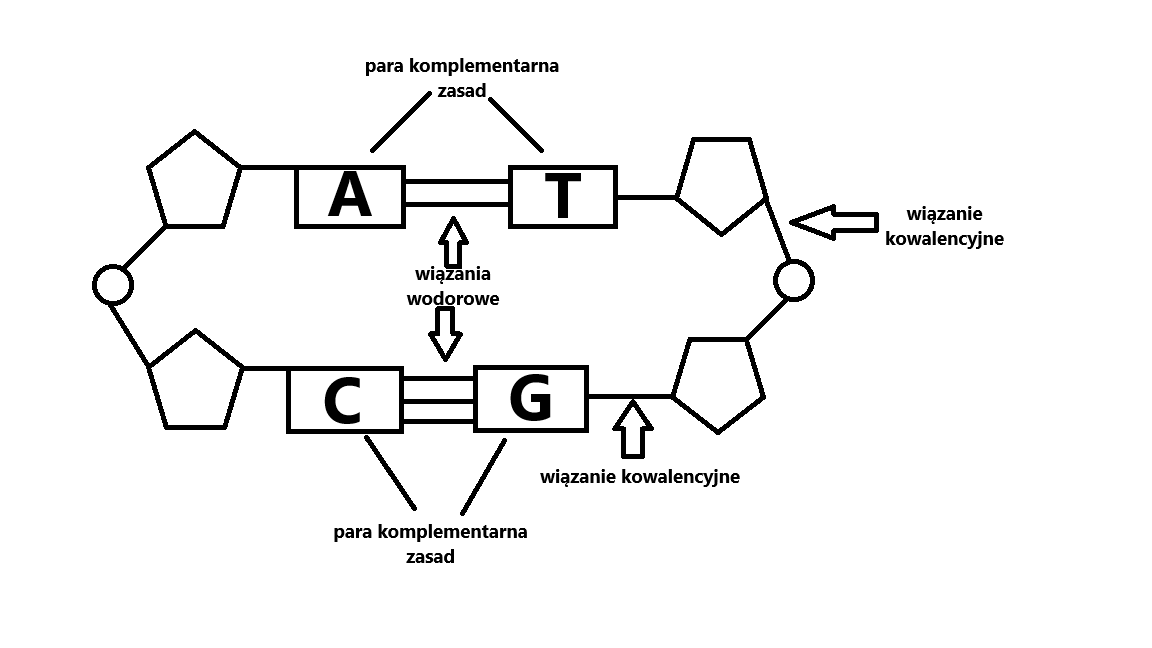 para komplementarna
zasad
A
T
wiązanie
kowalencyjne
wiązania
wodorowe
C
G
wiązanie kowalencyjne
para komplementarna
zasad